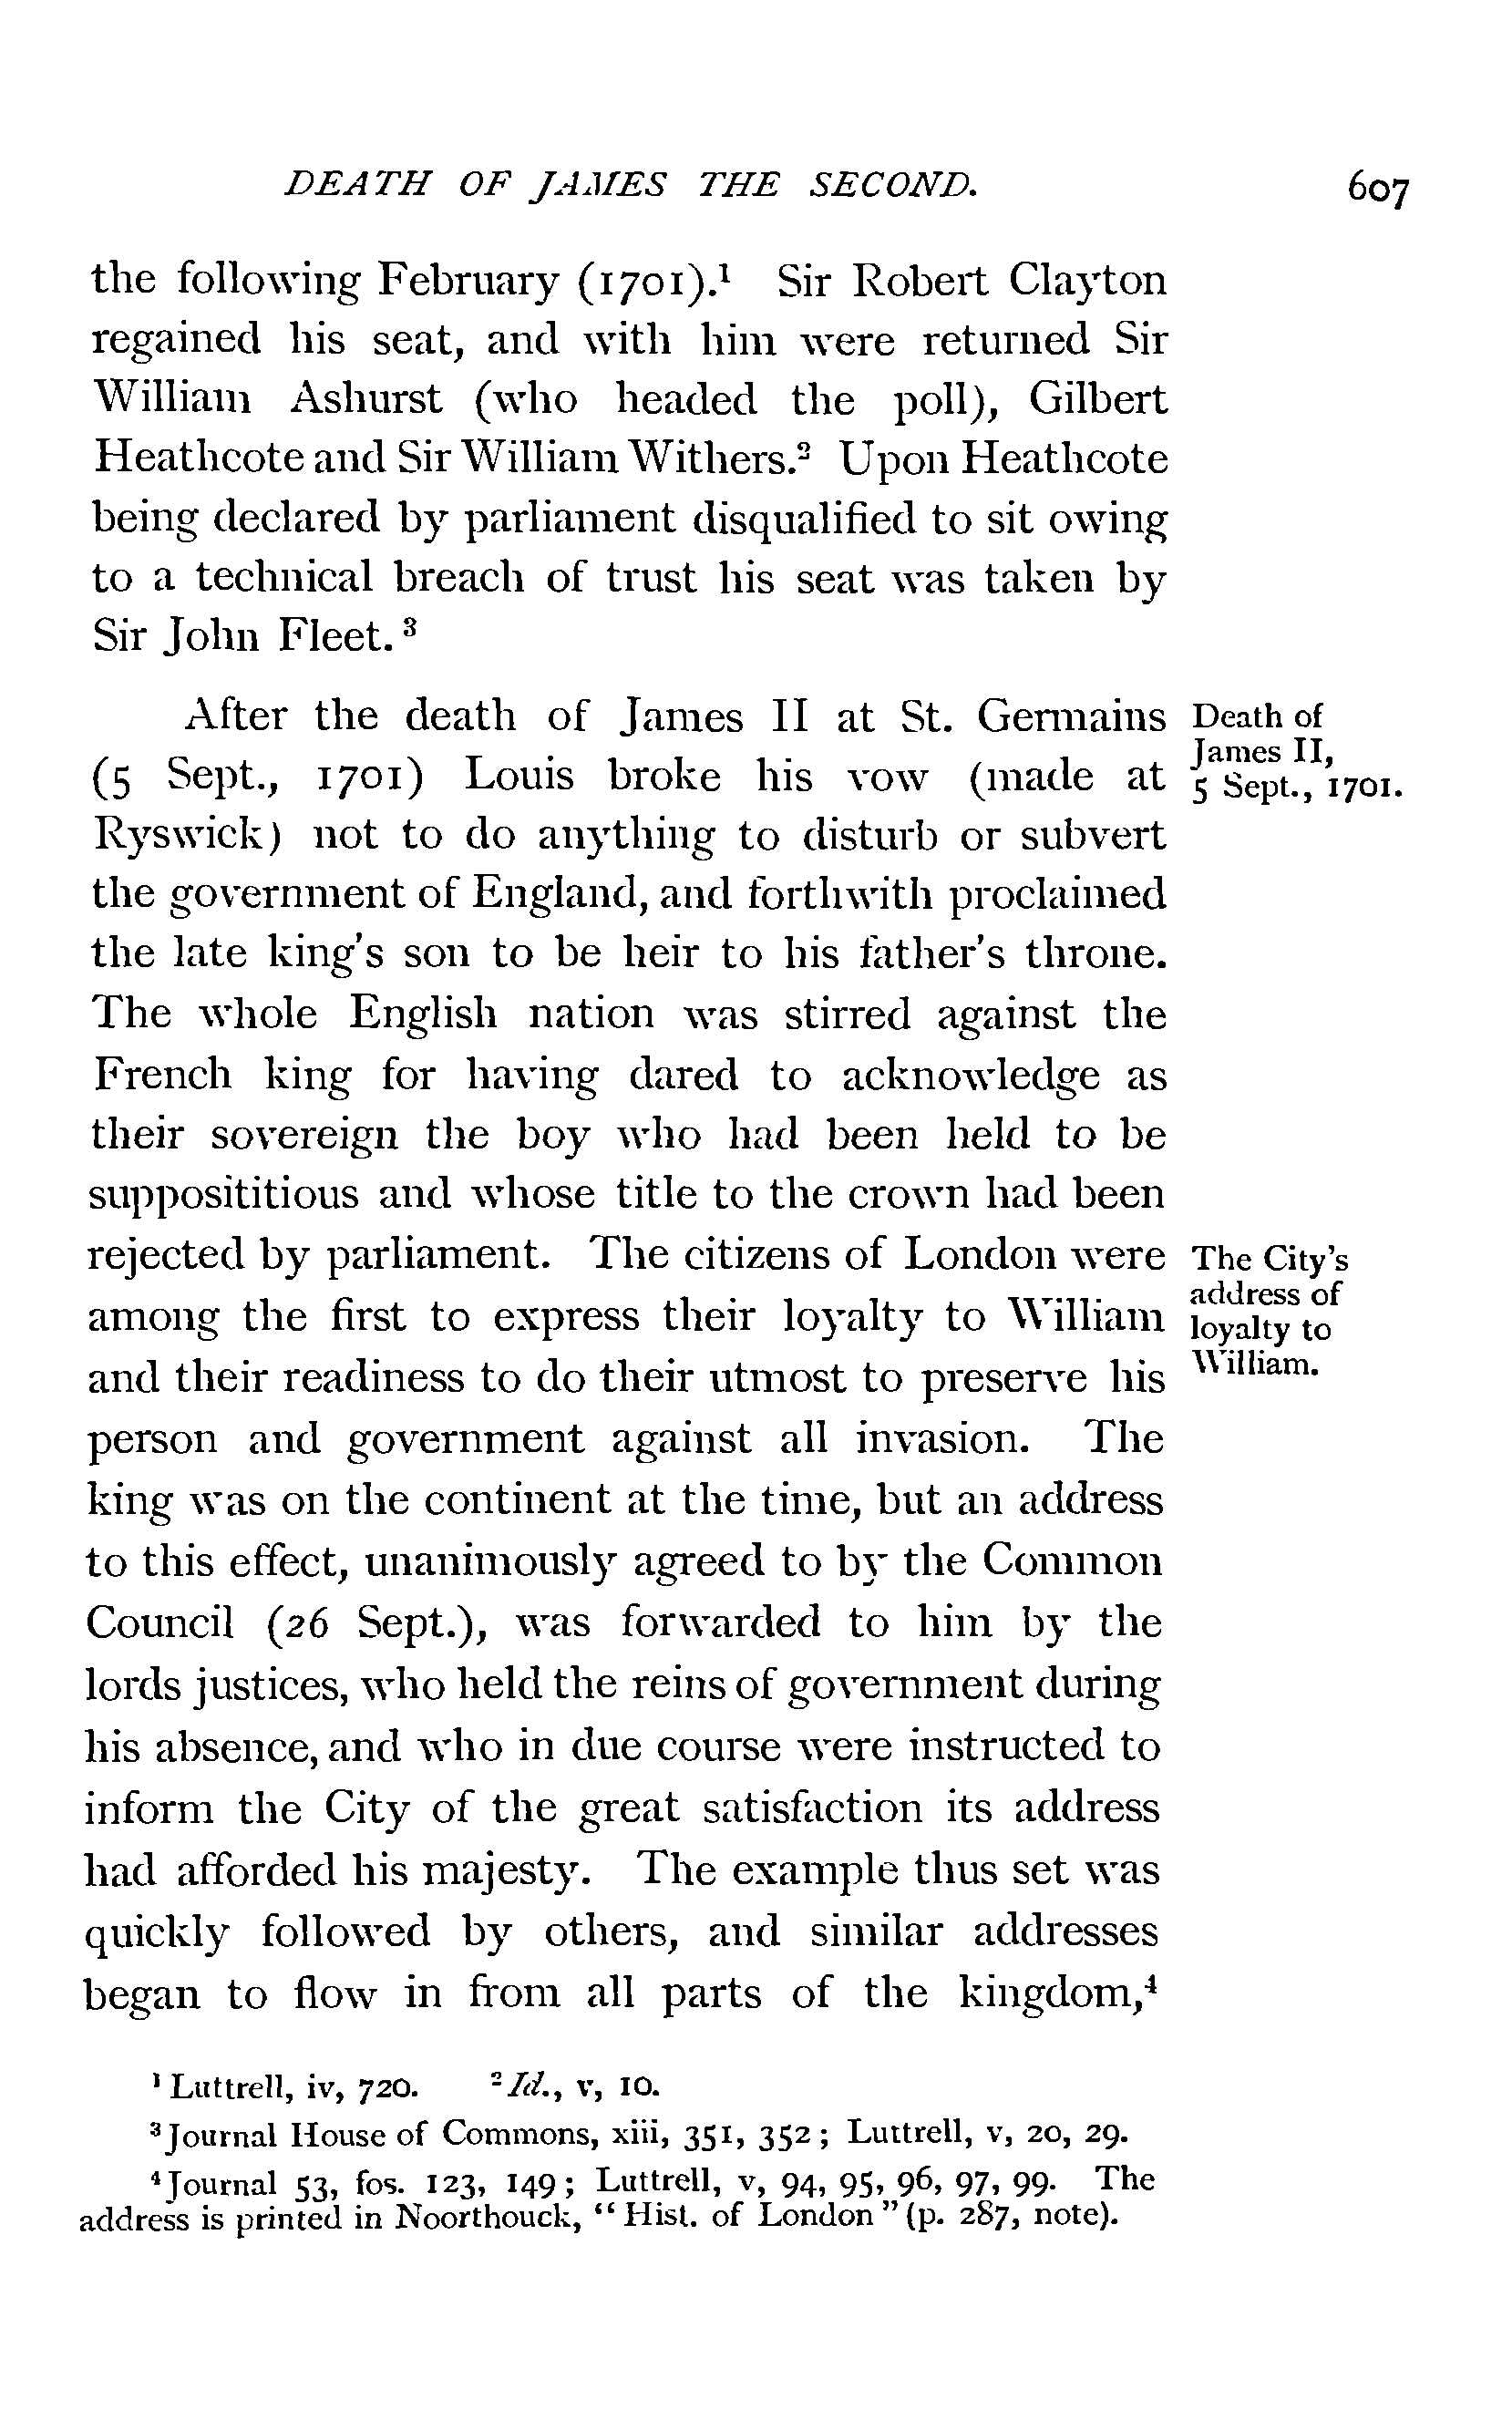 DEATH OF JAMES THE SECOND. 607
the following February (1701).¹ Sir Robert Clayton
regained his seat, and with him were returned Sir
William Ashurst (who headed the poll), Gilbert
Heathcote and Sir William Withers.² Upon Heathcote
being declared by parliament disqualified to sit owing
to a technical breach of trust his seat was taken by
Sir John Fleet.³
After the death of James II at St. Germains
(5 Sept., 1701) Louis broke his vow (made at
Ryswick) not to do anything to disturb or subvert
the government of England, and forthwith proclaimed
the late king's son to be heir to his father's throne.
The whole English nation was stirred against the
French king for having dared to acknowledge as
their sovereign the boy who had been held to be
supposititious and whose title to the crown had been
rejected by parliament. The citizens of London were
among the first to express their loyalty to William
and their readiness to do their utmost to preserve his
person and government against all invasion. The
king was on the continent at the time, but an address
to this effect, unanimously agreed to by the Common
Council (26 Sept.), was forwarded to him by the
lords justices, who held the reins of government during
his absence, and who in due course were instructed to
inform the City of the great satisfaction its address
had afforded his majesty. The example thus set was
quickly followed by others, and similar addresses
began to flow in from all parts of the kingdom,⁴
Death of
James II,
5 Sept., 1701.
The City's
address of
loyalty to
William.
¹ Luttrell, iv, 720. ² Id., v, 10.
³ Journal House of Commons, xiii, 351, 352; Luttrell, v, 20, 29.
⁴ Journal 53, fos. 123, 149; Luttrell, v, 94, 95, 96, 97, 99. The
address is printed in Noorthouck, "Hist. of London" (p. 287, note).